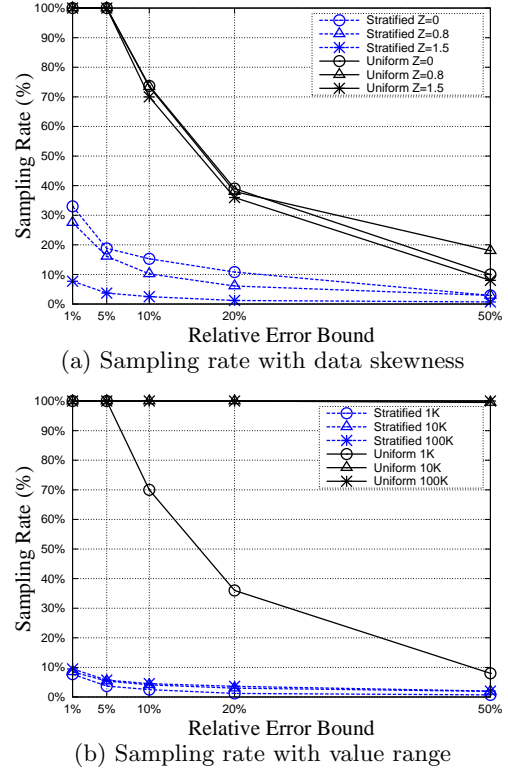 100%
90%
80%
70%
60%
50%
40%
30%
20%
10%
0%
Sampling Rate (%)
Stratified Z=0
Stratified Z=0.8
Stratified Z=1.5
Uniform Z=0
Uniform Z=0.8
Uniform Z=1.5
1% 5% 10% 20% 50%
Relative Error Bound
(a) Sampling rate with data skewness
100%
90%
80%
70%
60%
50%
40%
30%
20%
10%
0%
Sampling Rate (%)
Stratified 1K
Stratified 10K
Stratified 100K
Uniform 1K
Uniform 10K
Uniform 100K
1% 5% 10% 20% 50%
Relative Error Bound
(b) Sampling rate with value range